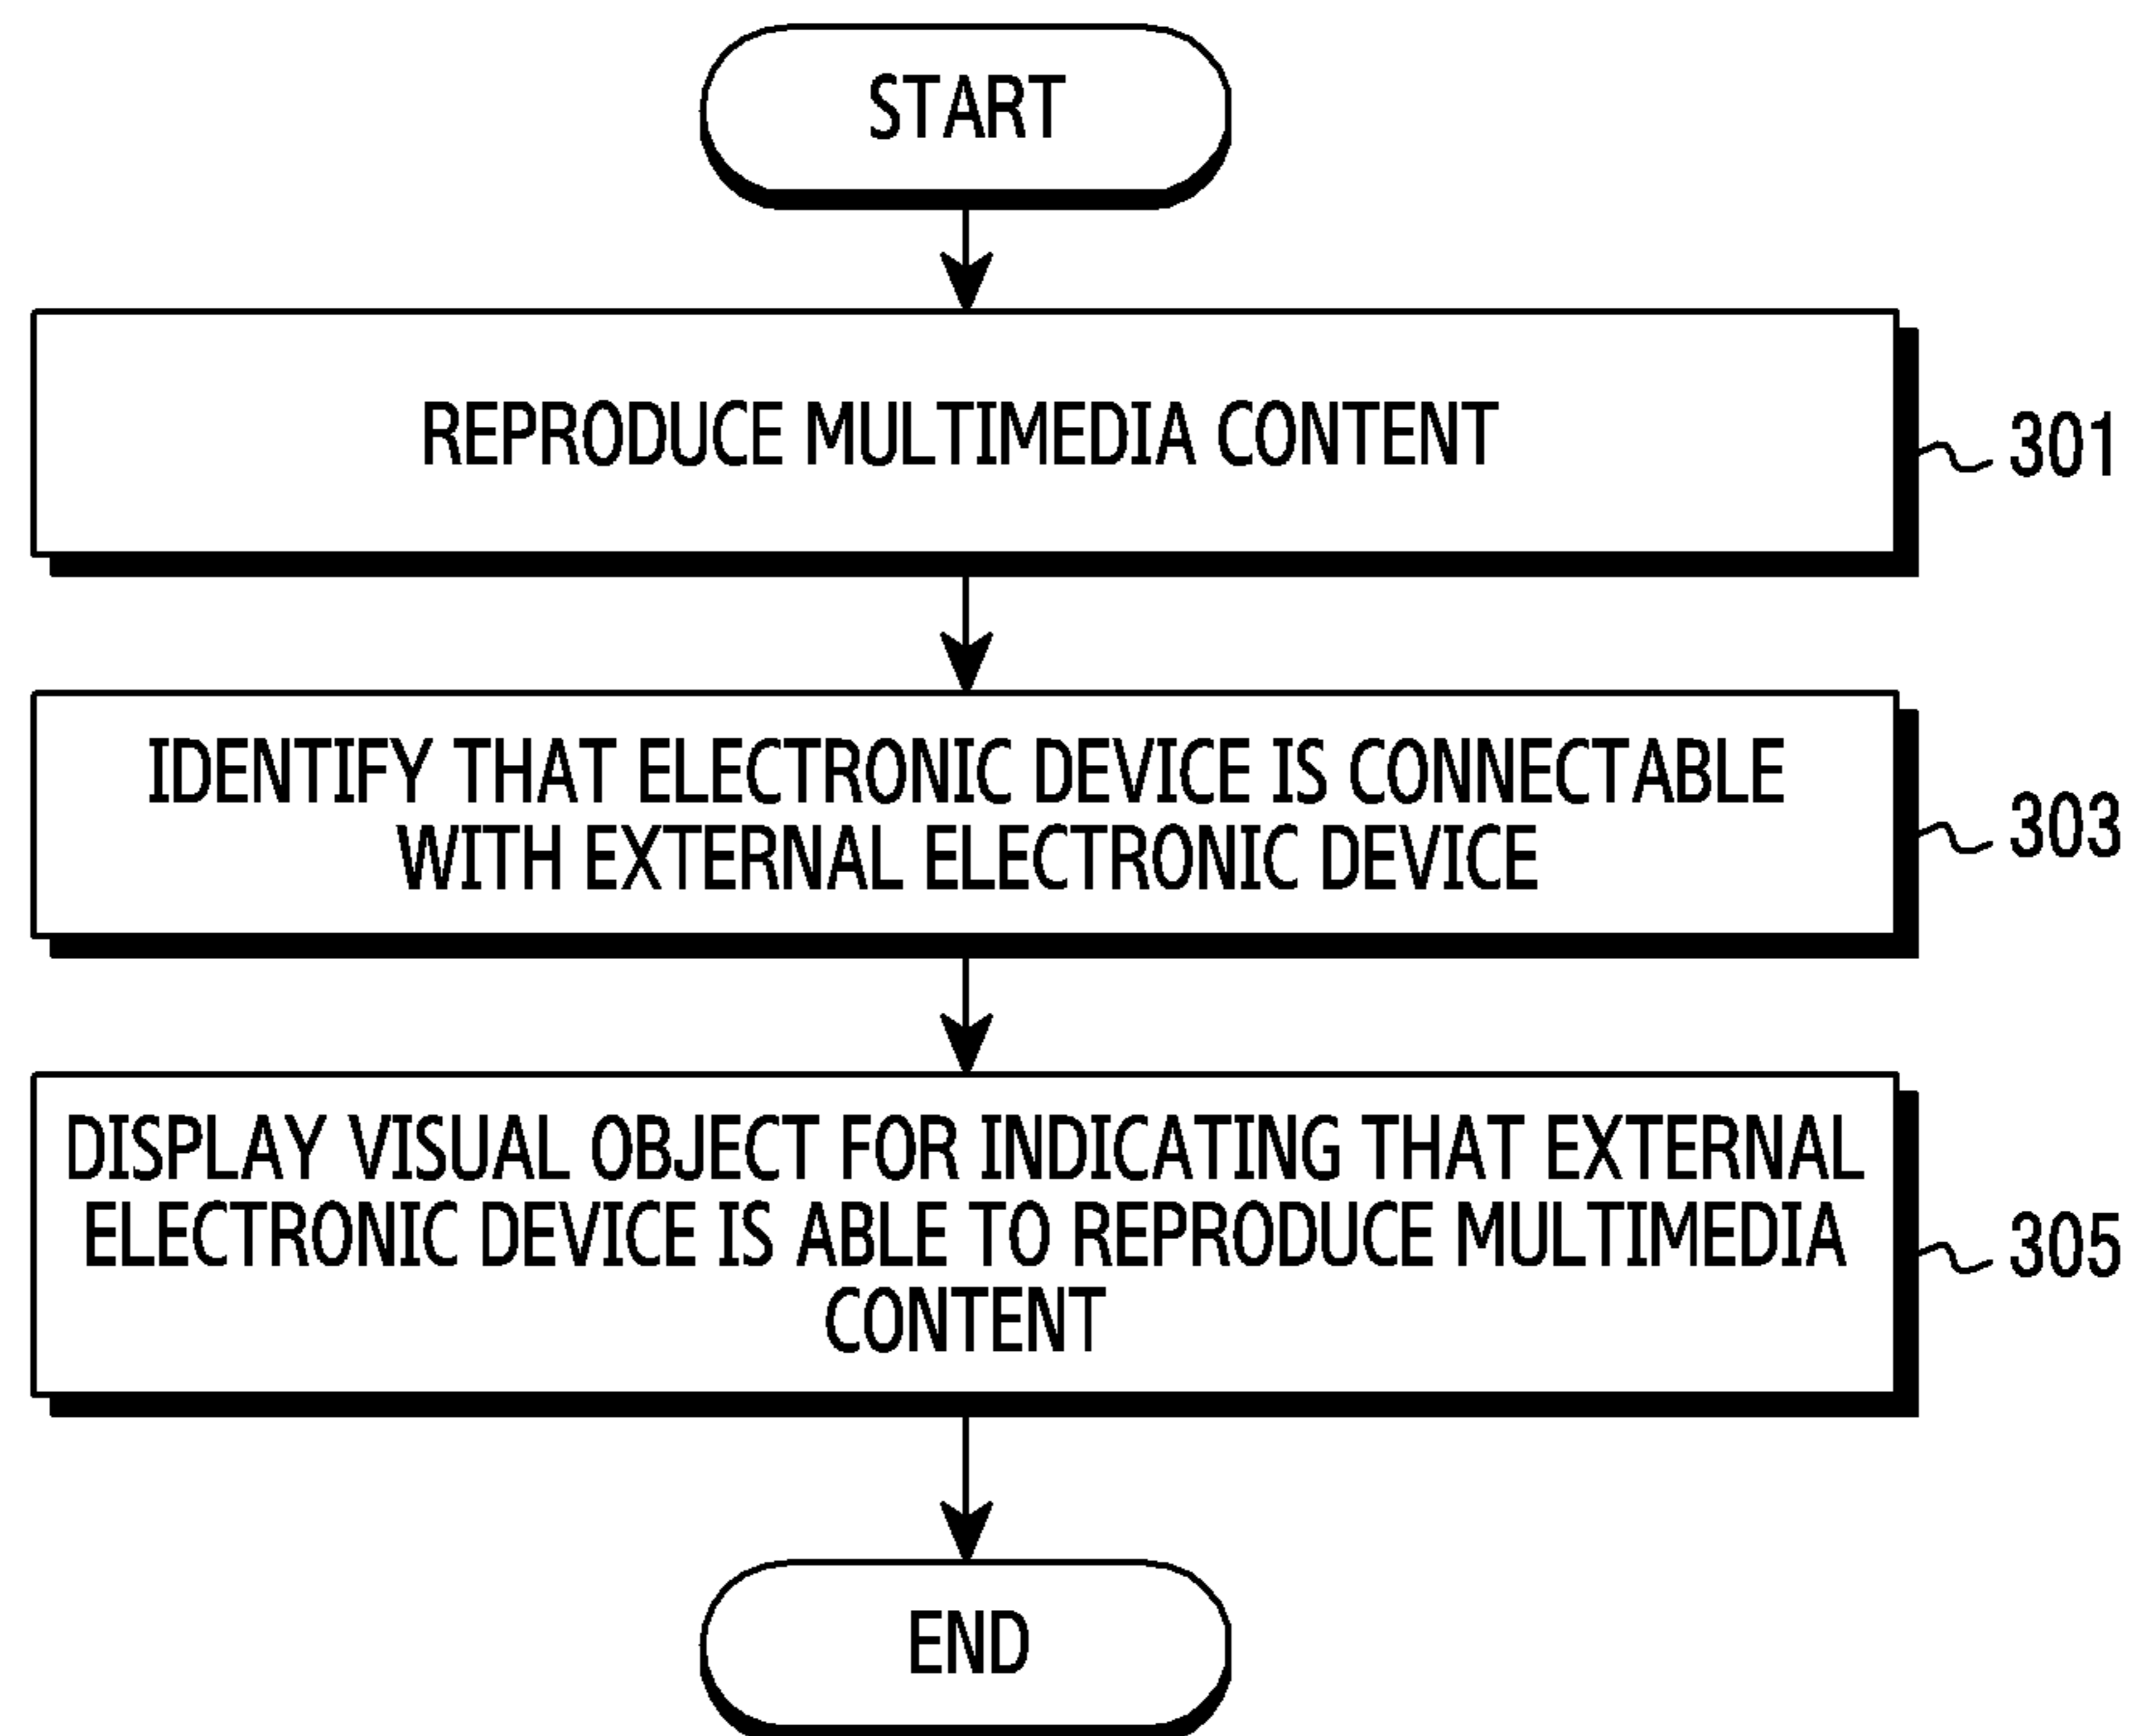 START
REPRODUCE MULTIMEDIA CONTENT
301
IDENTIFY THAT ELECTRONIC DEVICE IS CONNECTABLE
WITH EXTERNAL ELECTRONIC DEVICE
303
DISPLAY VISUAL OBJECT FOR INDICATING THAT EXTERNAL
ELECTRONIC DEVICE IS ABLE TO REPRODUCE MULTIMEDIA
CONTENT
305
END